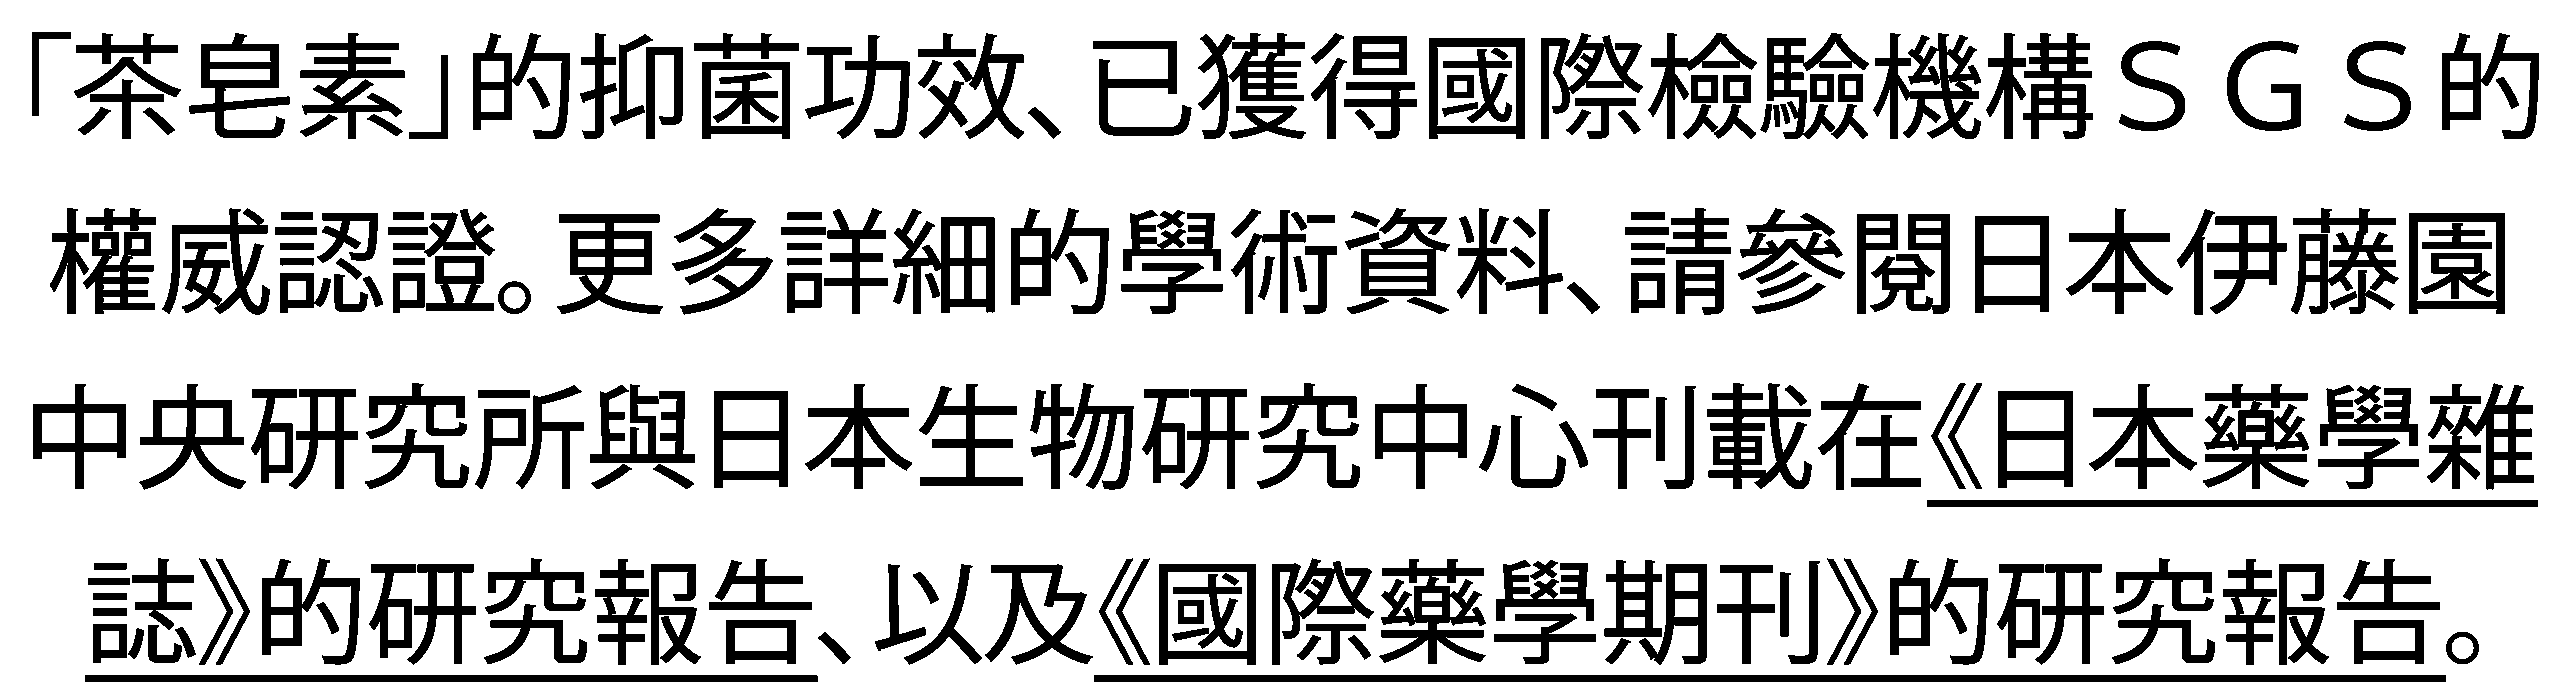 「茶皂素」的抑菌功效、已獲得國際檢驗機構ＳＧＳ的
權威認證。更多詳細的學術資料、請參閱日本伊藤園
中央研究所與日本生物研究中心刊載在《日本藥學雜
誌》的研究報告、以及《國際藥學期刊》的研究報告。